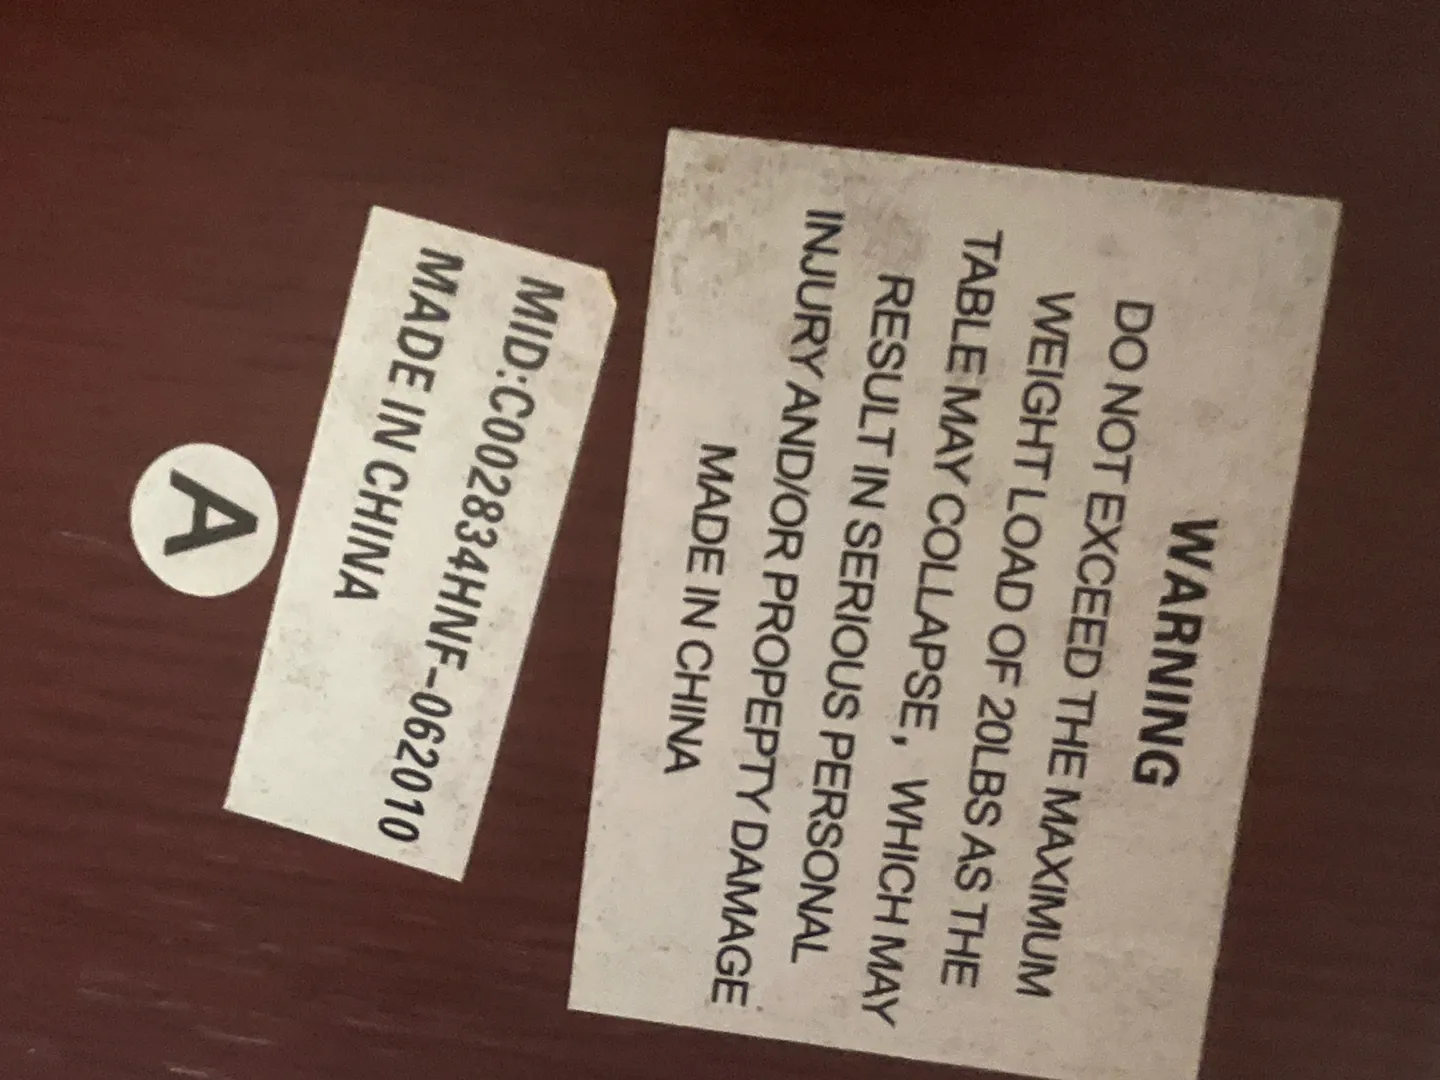 WARNING
DO NOT EXCEED THE MAXIMUM
WEIGHT LOAD OF 20LBS AS THE
TABLE MAY COLLAPSE, WHICH MAY
RESULT IN SERIOUS PERSONAL
INJURY AND/OR PROPEPTY DAMAGE
MADE IN CHINA
MID:C002834HNF-062010
MADE IN CHINA
A